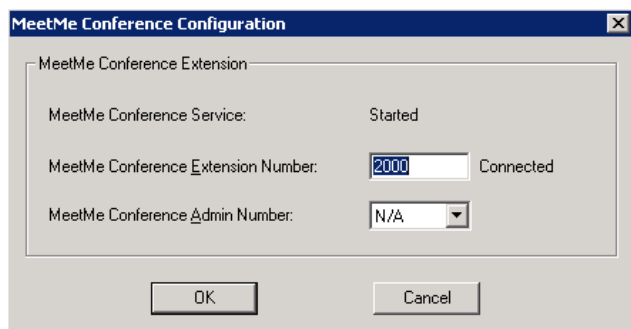 MeetMe Conference Configuration
MeetMe Conference Extension
MeetMe Conference Service: Started
MeetMe Conference Extension Number: 2000 Connected
MeetMe Conference Admin Number: N/A
OK Cancel